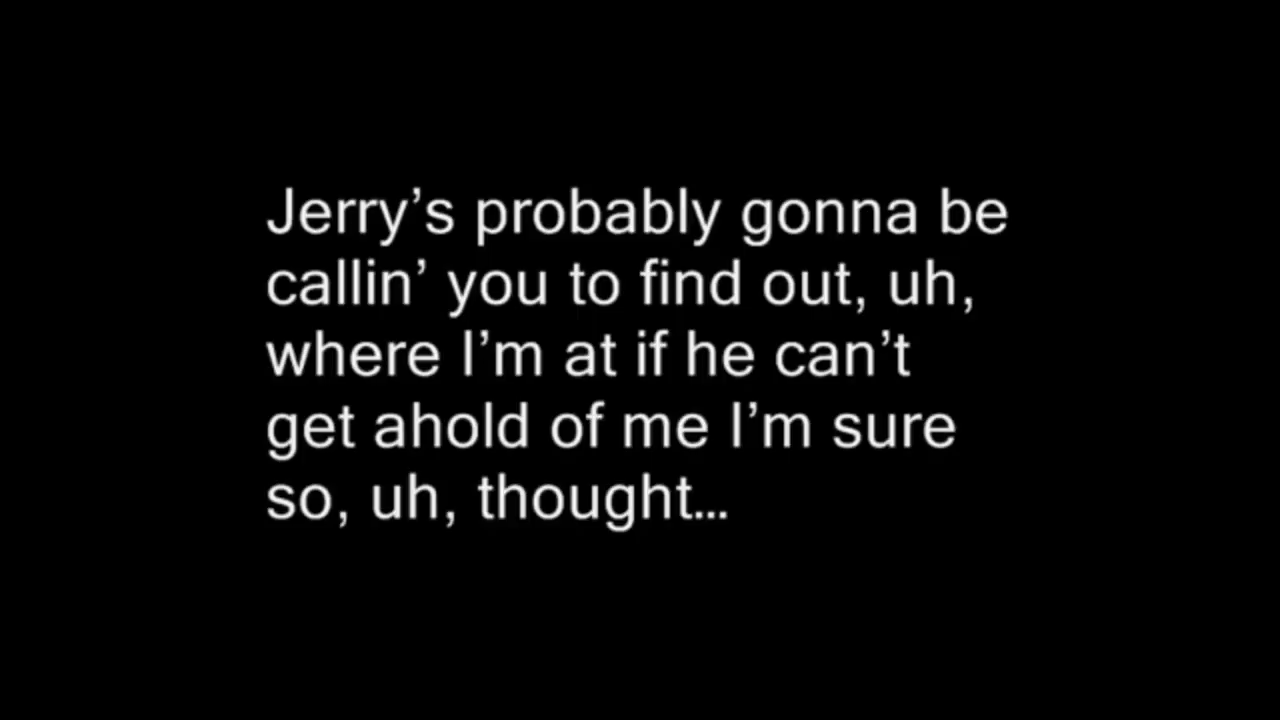 Jerry’s probably gonna be
callin’ you to find out, uh,
where I’m at if he can’t
get ahold of me I’m sure
so, uh, thought…